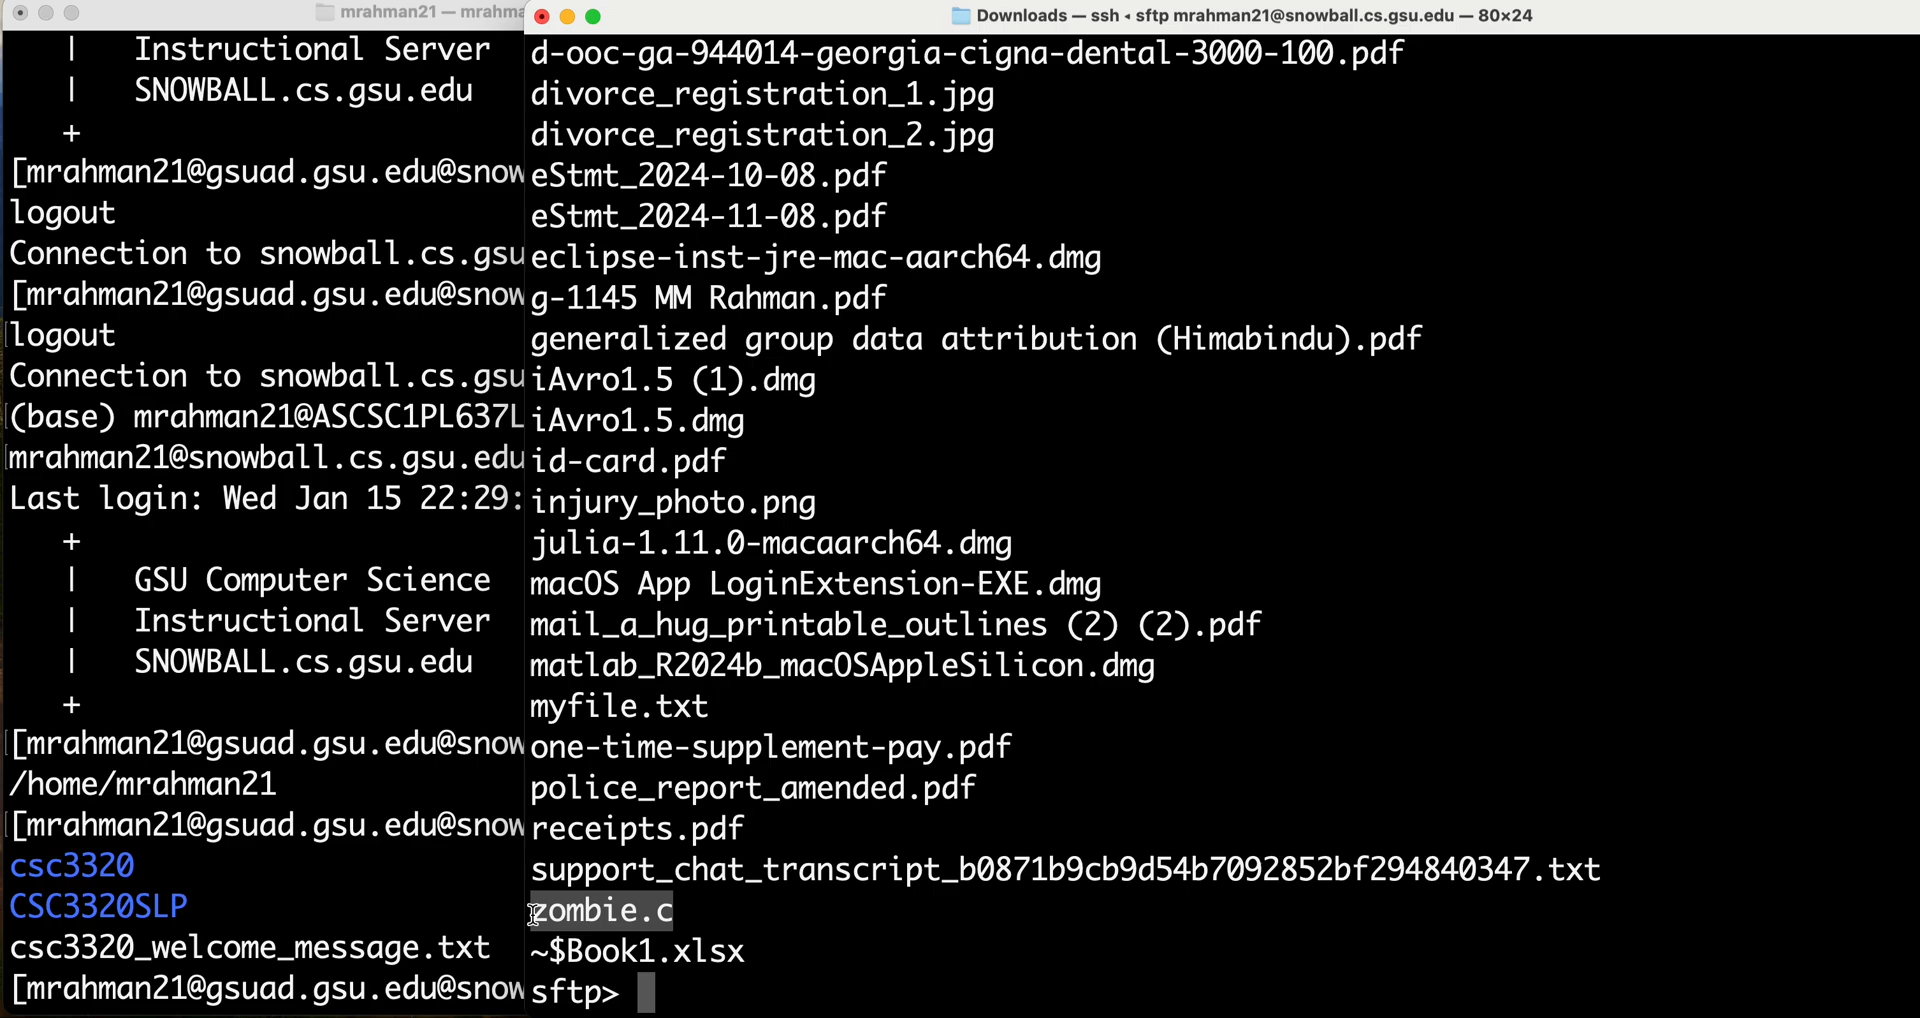 mrahman21 — mrahma
| Instructional Server
| SNOWBALL.cs.gsu.edu
+
[mrahman21@gsuad.gsu.edu@snow
logout
Connection to snowball.cs.gsu
[mrahman21@gsuad.gsu.edu@snow
logout
Connection to snowball.cs.gsu
(base) mrahman21@ASCSC1PL637L
mrahman21@snowball.cs.gsu.edu
Last login: Wed Jan 15 22:29:
+
| GSU Computer Science
| Instructional Server
| SNOWBALL.cs.gsu.edu
+
[mrahman21@gsuad.gsu.edu@snow
/home/mrahman21
[mrahman21@gsuad.gsu.edu@snow
csc3320
CSC3320SLP
csc3320_welcome_message.txt
[mrahman21@gsuad.gsu.edu@snow
Downloads — ssh ◂ sftp mrahman21@snowball.cs.gsu.edu — 80×24
d-ooc-ga-944014-georgia-cigna-dental-3000-100.pdf
divorce_registration_1.jpg
divorce_registration_2.jpg
eStmt_2024-10-08.pdf
eStmt_2024-11-08.pdf
eclipse-inst-jre-mac-aarch64.dmg
g-1145 MM Rahman.pdf
generalized group data attribution (Himabindu).pdf
iAvro1.5 (1).dmg
iAvro1.5.dmg
id-card.pdf
injury_photo.png
julia-1.11.0-macaarch64.dmg
macOS App LoginExtension-EXE.dmg
mail_a_hug_printable_outlines (2) (2).pdf
matlab_R2024b_macOSAppleSilicon.dmg
myfile.txt
one-time-supplement-pay.pdf
police_report_amended.pdf
receipts.pdf
support_chat_transcript_b0871b9cb9d54b7092852bf294840347.txt
zombie.c
~$Book1.xlsx
sftp>